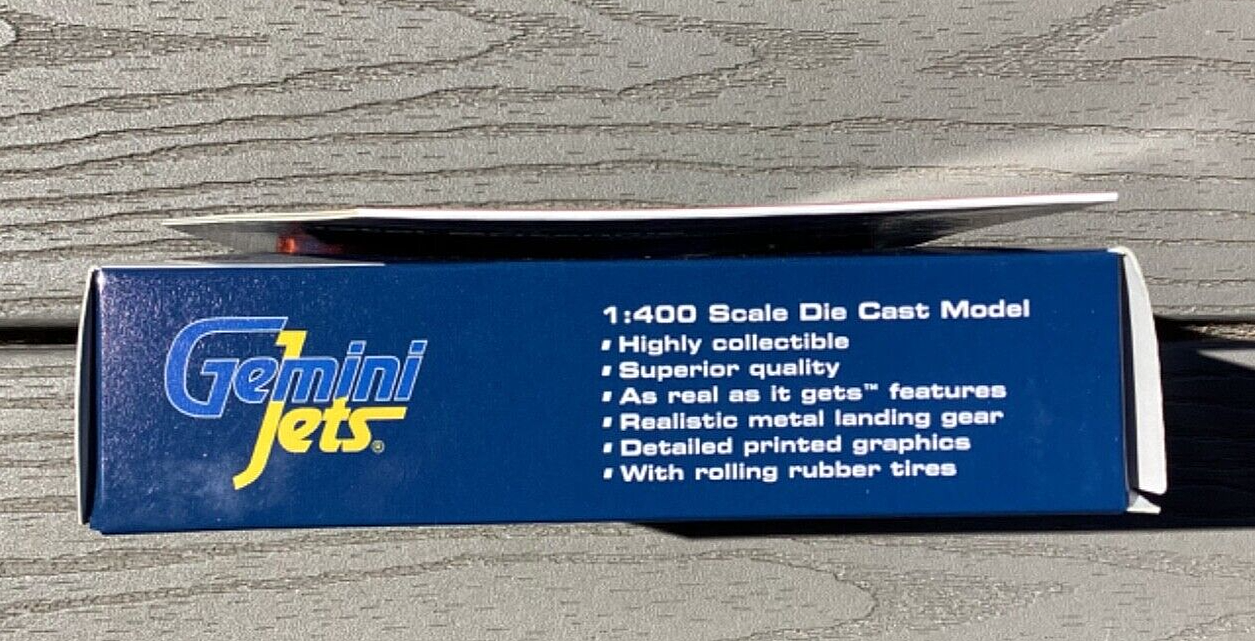 Gemini
Jets®
1:400 Scale Die Cast Model
▪ Highly collectible
▪ Superior quality
▪ As real as it gets™ features
▪ Realistic metal landing gear
▪ Detailed printed graphics
▪ With rolling rubber tires